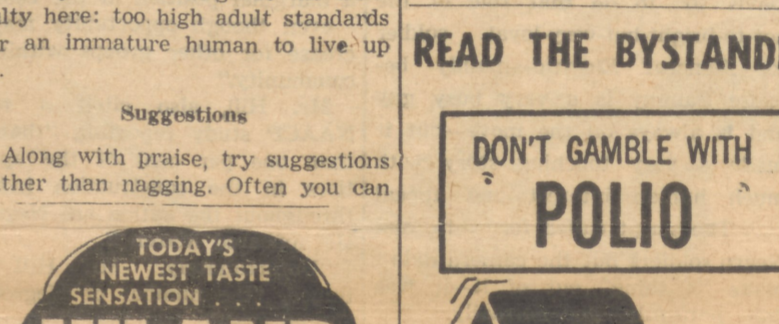 ulty here: too high adult standards
r an immature human to live up
Suggestions
Along with praise, try suggestions
ther than nagging. Often you can
TODAY'S
NEWEST TASTE
SENSATION . . .
READ THE BYSTAND
DON'T GAMBLE WITH
POLIO